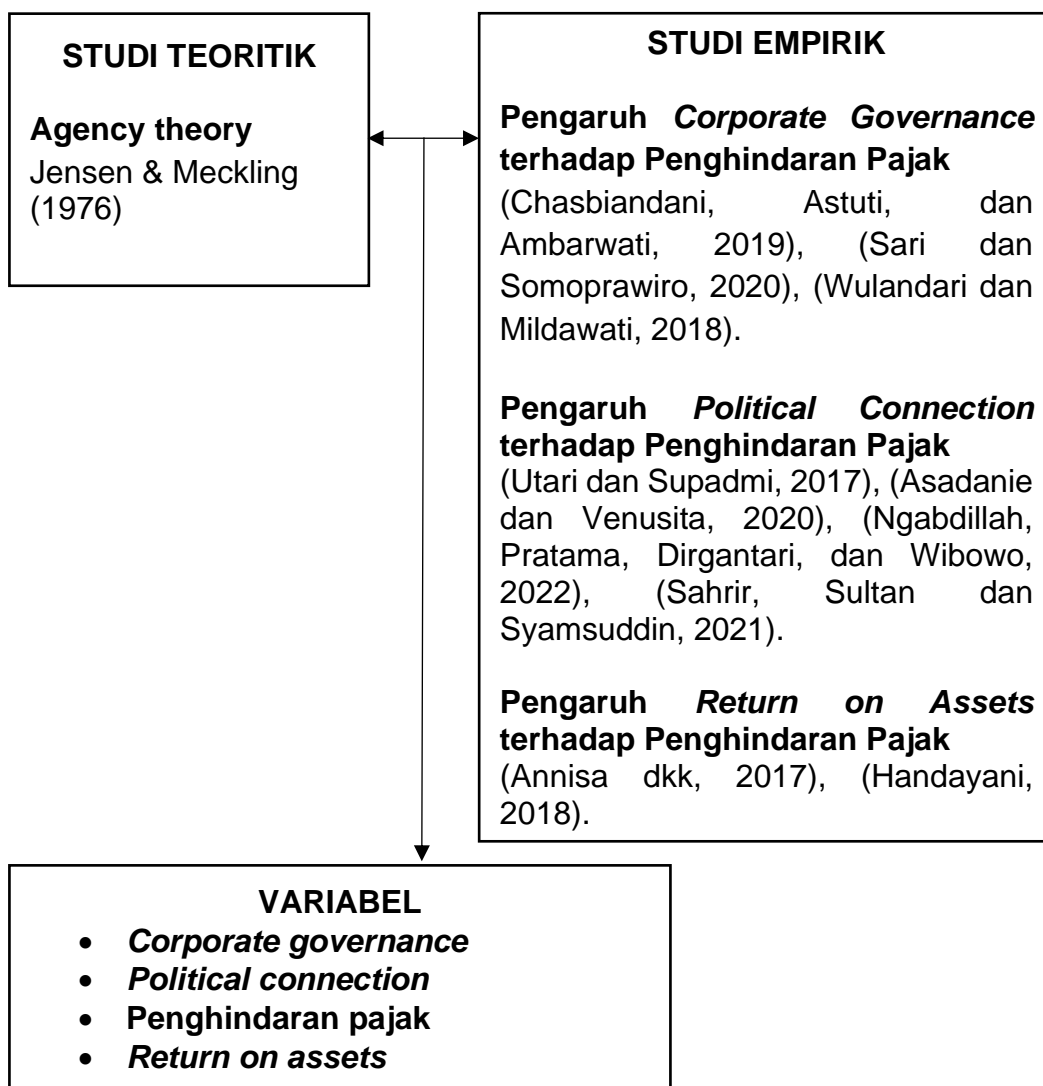 STUDI TEORITIK
Agency theory
Jensen & Meckling
(1976)
STUDI EMPIRIK
Pengaruh Corporate Governance
terhadap Penghindaran Pajak
(Chasbiandani, Astuti, dan
Ambarwati, 2019), (Sari dan
Somoprawiro, 2020), (Wulandari dan
Mildawati, 2018).
Pengaruh Political Connection
terhadap Penghindaran Pajak
(Utari dan Supadmi, 2017), (Asadanie
dan Venusita, 2020), (Ngabdillah,
Pratama, Dirgantari, dan Wibowo,
2022), (Sahrir, Sultan dan
Syamsuddin, 2021).
Pengaruh Return on Assets
terhadap Penghindaran Pajak
(Annisa dkk, 2017), (Handayani,
2018).
VARIABEL
• Corporate governance
• Political connection
• Penghindaran pajak
• Return on assets